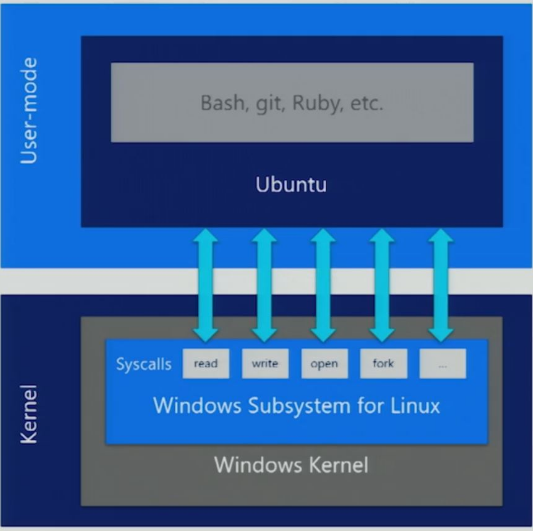 User-mode
Bash, git, Ruby, etc.
Ubuntu
Kernel
Syscalls read write open fork ...
Windows Subsystem for Linux
Windows Kernel